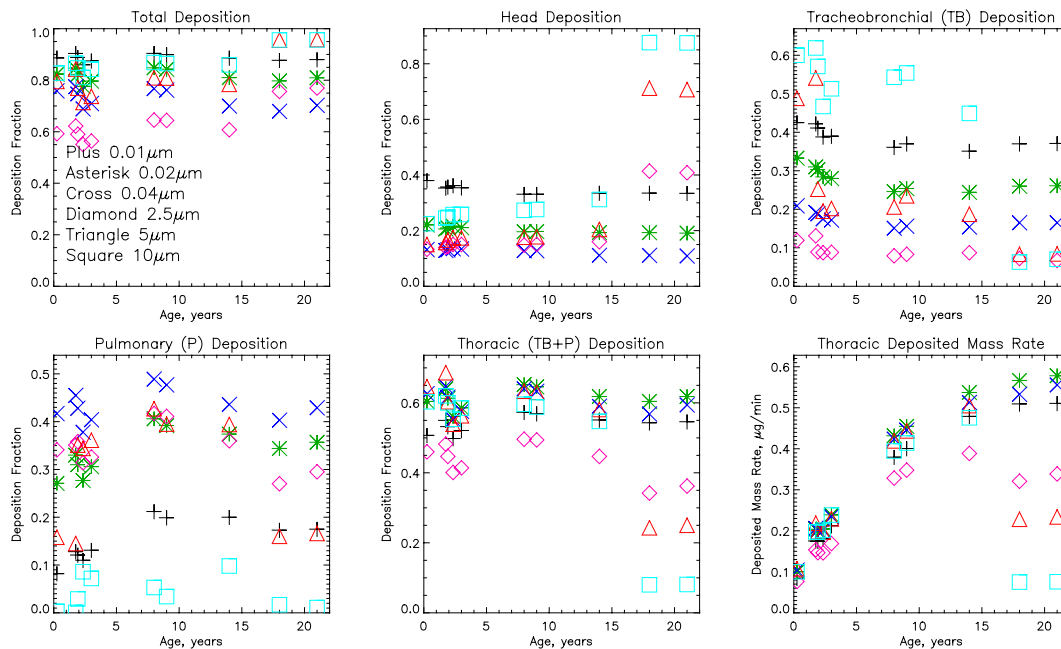 Total Deposition
Head Deposition
Tracheobronchial (TB) Deposition
Deposition Fraction
1.0
0.8
0.6
0.4
0.2
0.0
Plus 0.01μm
Asterisk 0.02μm
Cross 0.04μm
Diamond 2.5μm
Triangle 5μm
Square 10μm
0 5 10 15 20
Age, years
Deposition Fraction
0.8
0.6
0.4
0.2
0.0
0 5 10 15 20
Age, years
Deposition Fraction
0.6
0.5
0.4
0.3
0.2
0.1
0.0
0 5 10 15 20
Age, years
Pulmonary (P) Deposition
Thoracic (TB+P) Deposition
Thoracic Deposited Mass Rate
Deposition Fraction
0.5
0.4
0.3
0.2
0.1
0.0
0 5 10 15 20
Age, years
Deposition Fraction
0.6
0.4
0.2
0.0
0 5 10 15 20
Age, years
Deposited Mass Rate, μg/min
0.6
0.5
0.4
0.3
0.2
0.1
0.0
0 5 10 15 20
Age, years